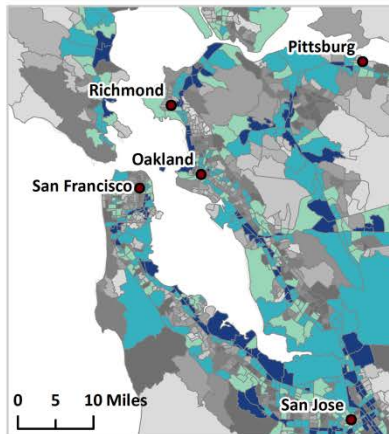 Pittsburg
Richmond
Oakland
San Francisco
San Jose
0 5 10 Miles